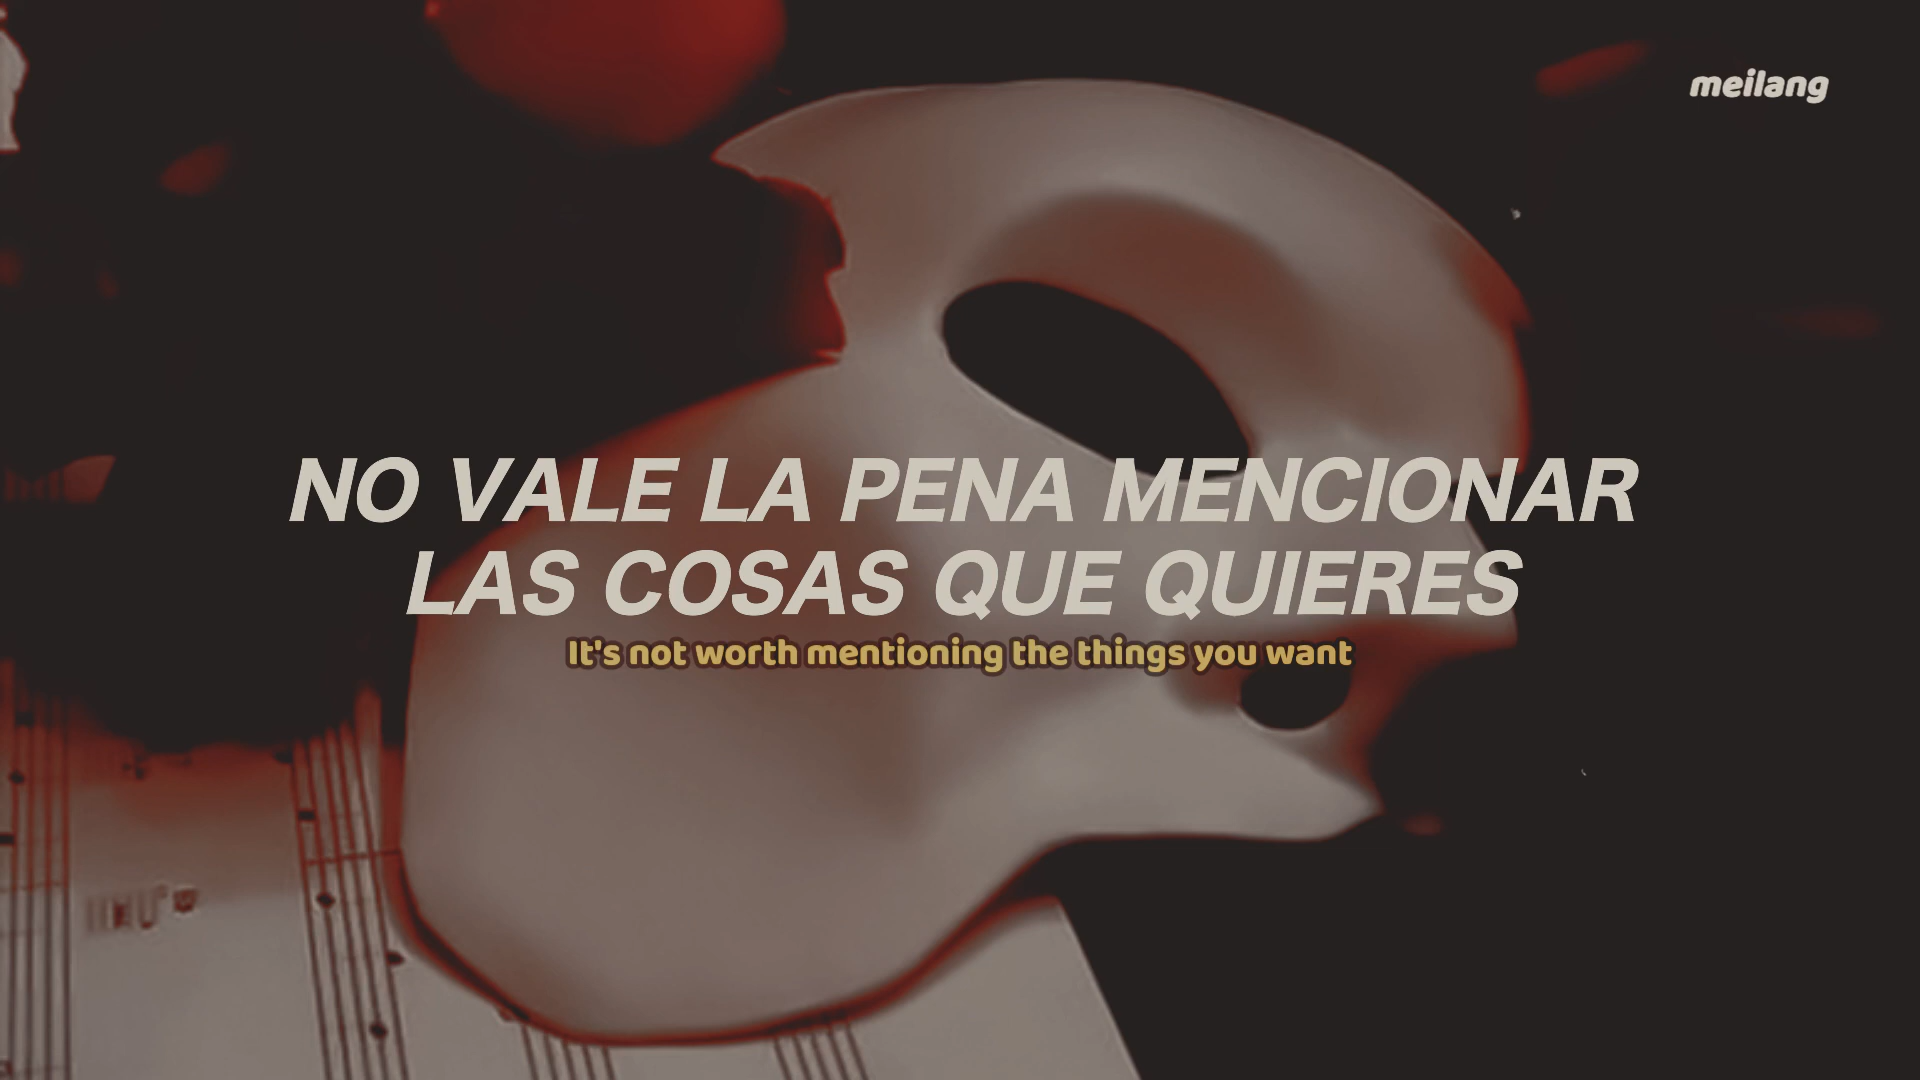 meilang
NO VALE LA PENA MENCIONAR
LAS COSAS QUE QUIERES
It's not worth mentioning the things you want